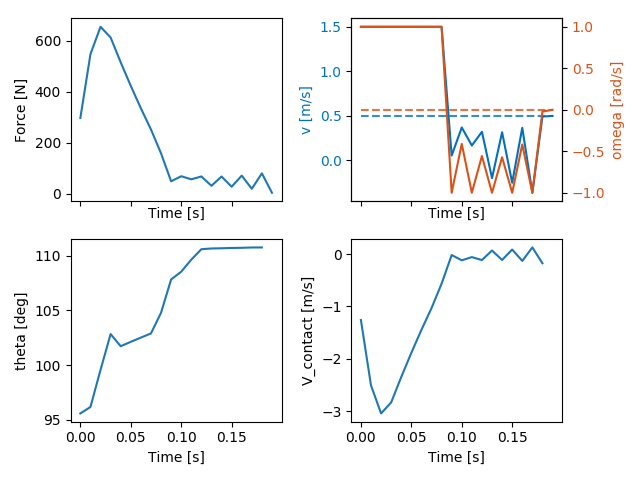 Force [N]
600
400
200
0
Time [s]
v [m/s]
1.5
1.0
0.5
0.0
1.0
0.5
0.0
−0.5
−1.0
omega [rad/s]
Time [s]
theta [deg]
110
105
100
95
0.00 0.05 0.10 0.15
Time [s]
V_contact [m/s]
0
−1
−2
−3
0.00 0.05 0.10 0.15
Time [s]